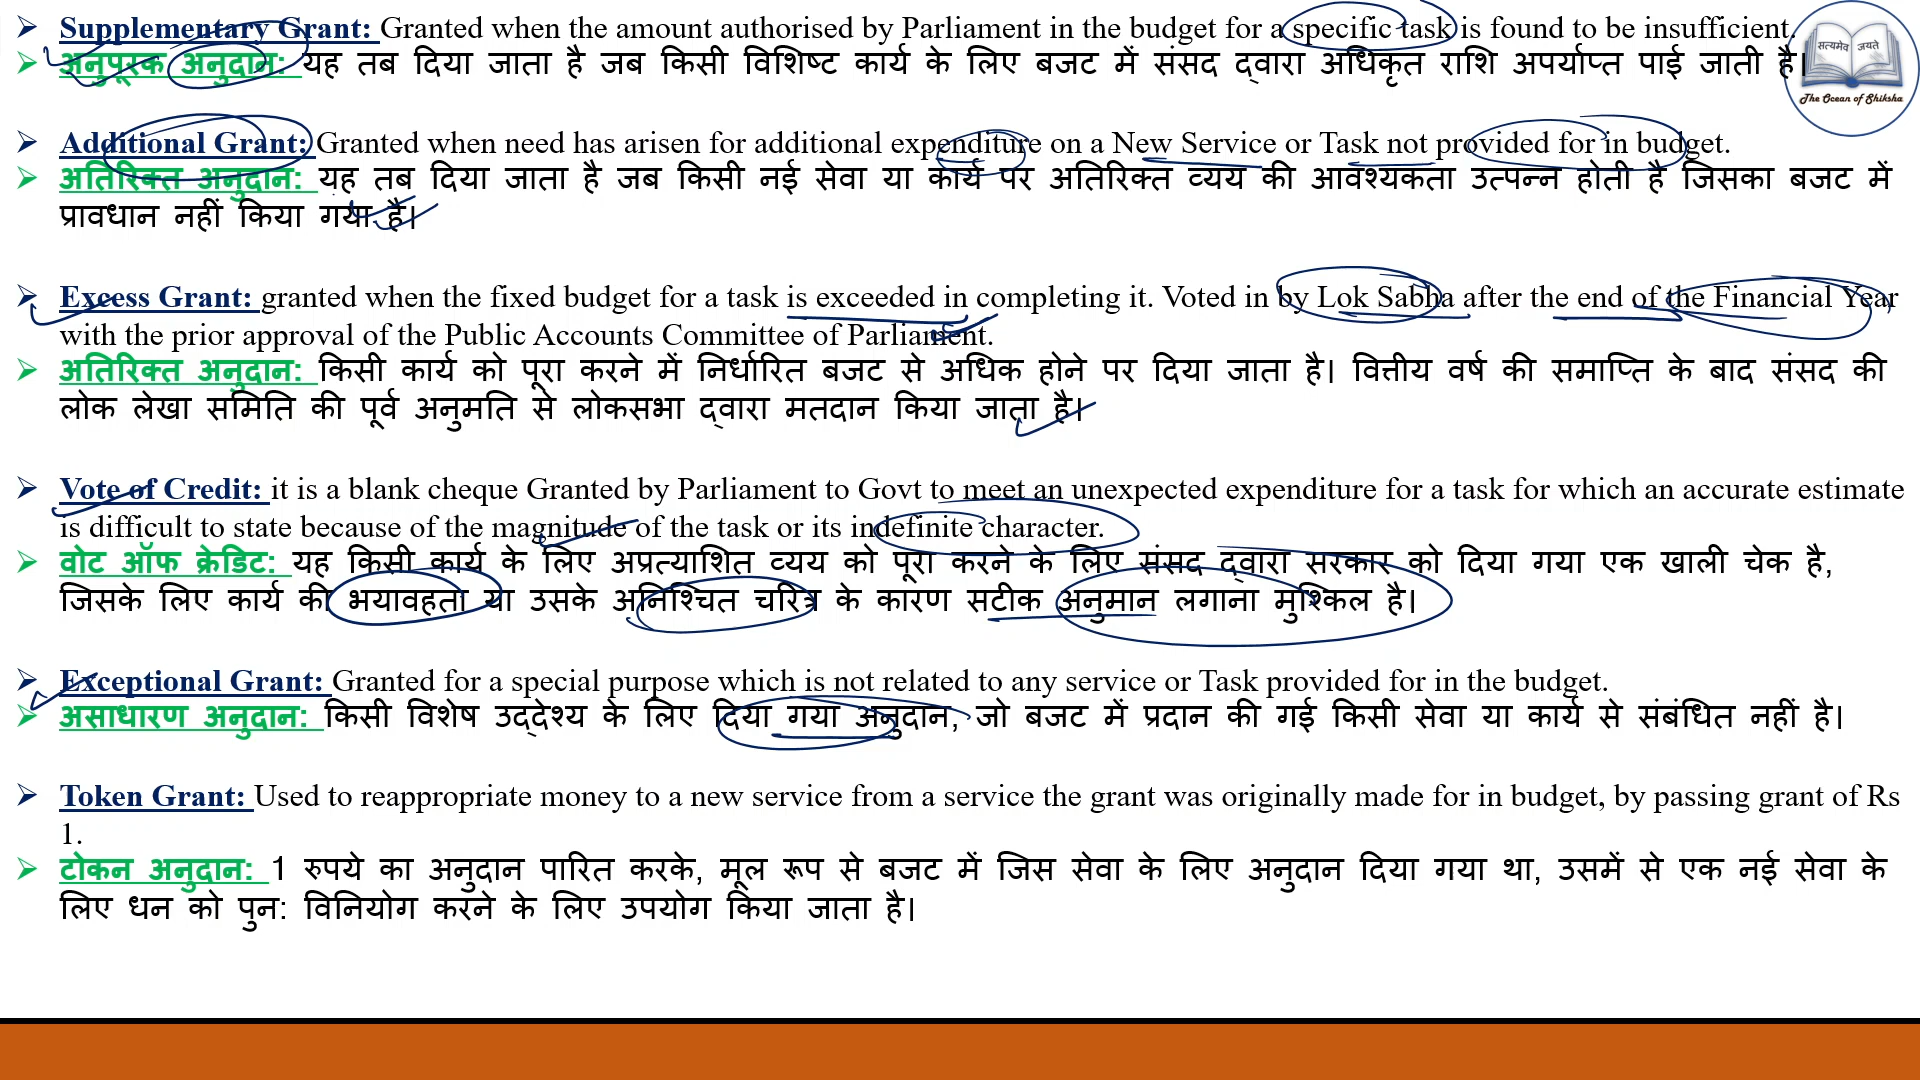 ➢ Supplementary Grant: Granted when the amount authorised by Parliament in the budget for a specific task is found to be insufficient.
➢ अनुपूरक अनुदान: यह तब दिया जाता है जब किसी विशिष्ट कार्य के लिए बजट में संसद द्वारा अधिकृत राशि अपर्याप्त पाई जाती है।
सत्यमेव जयते
The Ocean of Shiksha
➢ Additional Grant: Granted when need has arisen for additional expenditure on a New Service or Task not provided for in budget.
➢ अतिरिक्त अनुदान: यह तब दिया जाता है जब किसी नई सेवा या कार्य पर अतिरिक्त व्यय की आवश्यकता उत्पन्न होती है जिसका बजट में
प्रावधान नहीं किया गया है।
➢ Excess Grant: granted when the fixed budget for a task is exceeded in completing it. Voted in by Lok Sabha after the end of the Financial Year
with the prior approval of the Public Accounts Committee of Parliament.
➢ अतिरिक्त अनुदान: किसी कार्य को पूरा करने में निर्धारित बजट से अधिक होने पर दिया जाता है। वित्तीय वर्ष की समाप्ति के बाद संसद की
लोक लेखा समिति की पूर्व अनुमति से लोकसभा द्वारा मतदान किया जाता है।
➢ Vote of Credit: it is a blank cheque Granted by Parliament to Govt to meet an unexpected expenditure for a task for which an accurate estimate
is difficult to state because of the magnitude of the task or its indefinite character.
➢ वोट ऑफ क्रेडिट: यह किसी कार्य के लिए अप्रत्याशित व्यय को पूरा करने के लिए संसद द्वारा सरकार को दिया गया एक खाली चेक है,
जिसके लिए कार्य की भयावहता या उसके अनिश्चित चरित्र के कारण सटीक अनुमान लगाना मुश्किल है।
➢ Exceptional Grant: Granted for a special purpose which is not related to any service or Task provided for in the budget.
➢ असाधारण अनुदान: किसी विशेष उद्देश्य के लिए दिया गया अनुदान, जो बजट में प्रदान की गई किसी सेवा या कार्य से संबंधित नहीं है।
➢ Token Grant: Used to reappropriate money to a new service from a service the grant was originally made for in budget, by passing grant of Rs
1.
➢ टोकन अनुदान: 1 रुपये का अनुदान पारित करके, मूल रूप से बजट में जिस सेवा के लिए अनुदान दिया गया था, उसमें से एक नई सेवा के
लिए धन को पुन: विनियोग करने के लिए उपयोग किया जाता है।